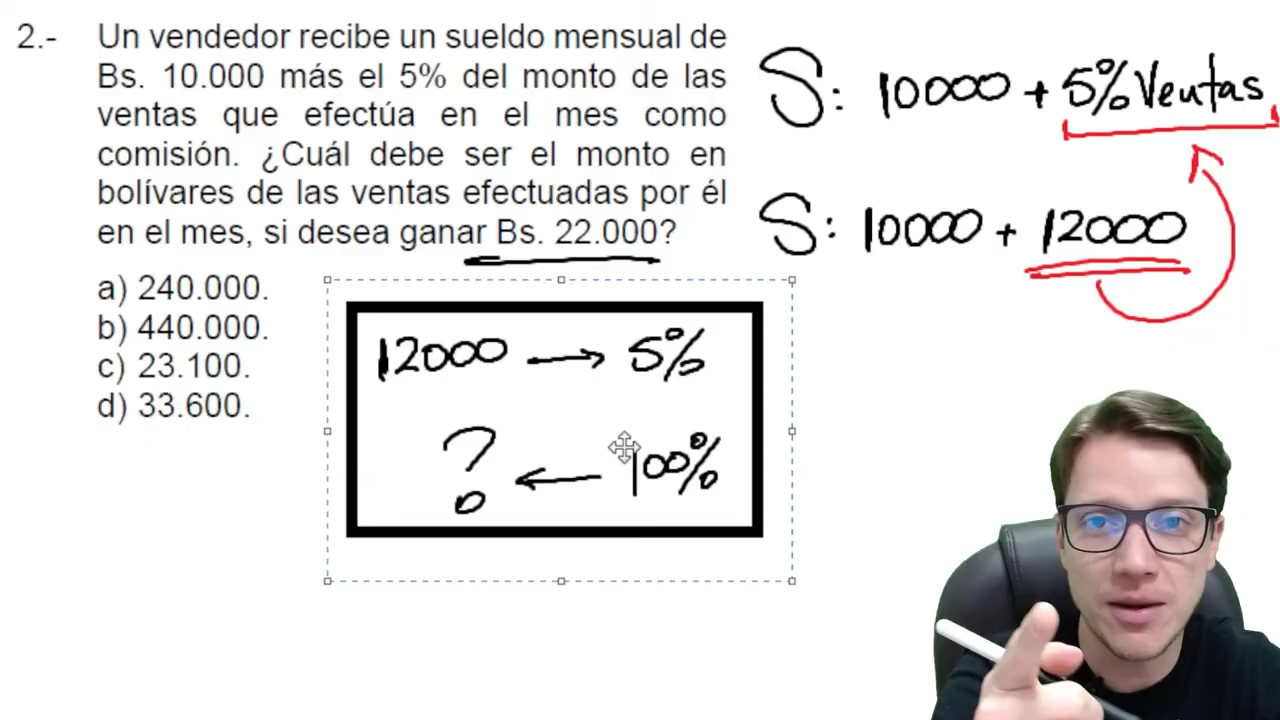 2.- Un vendedor recibe un sueldo mensual de
Bs. 10.000 más el 5% del monto de las
ventas que efectúa en el mes como
comisión. ¿Cuál debe ser el monto en
bolívares de las ventas efectuadas por él
en el mes, si desea ganar Bs. 22.000?
a) 240.000.
b) 440.000.
c) 23.100.
d) 33.600.
S: 10000 + 5% Ventas
S: 10000 + 12000
12000 → 5%
? ← 100%